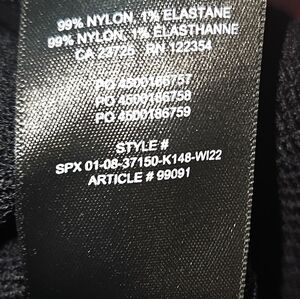 99% NYLON, 1% ELASTANE
99% NYLON, 1% ELASTHANNE
CA 23726 RN 122354
PO 4500186757
PO 4500186758
PO 4500186759
STYLE #
SPX 01-08-37150-K148-WI22
ARTICLE # 99091